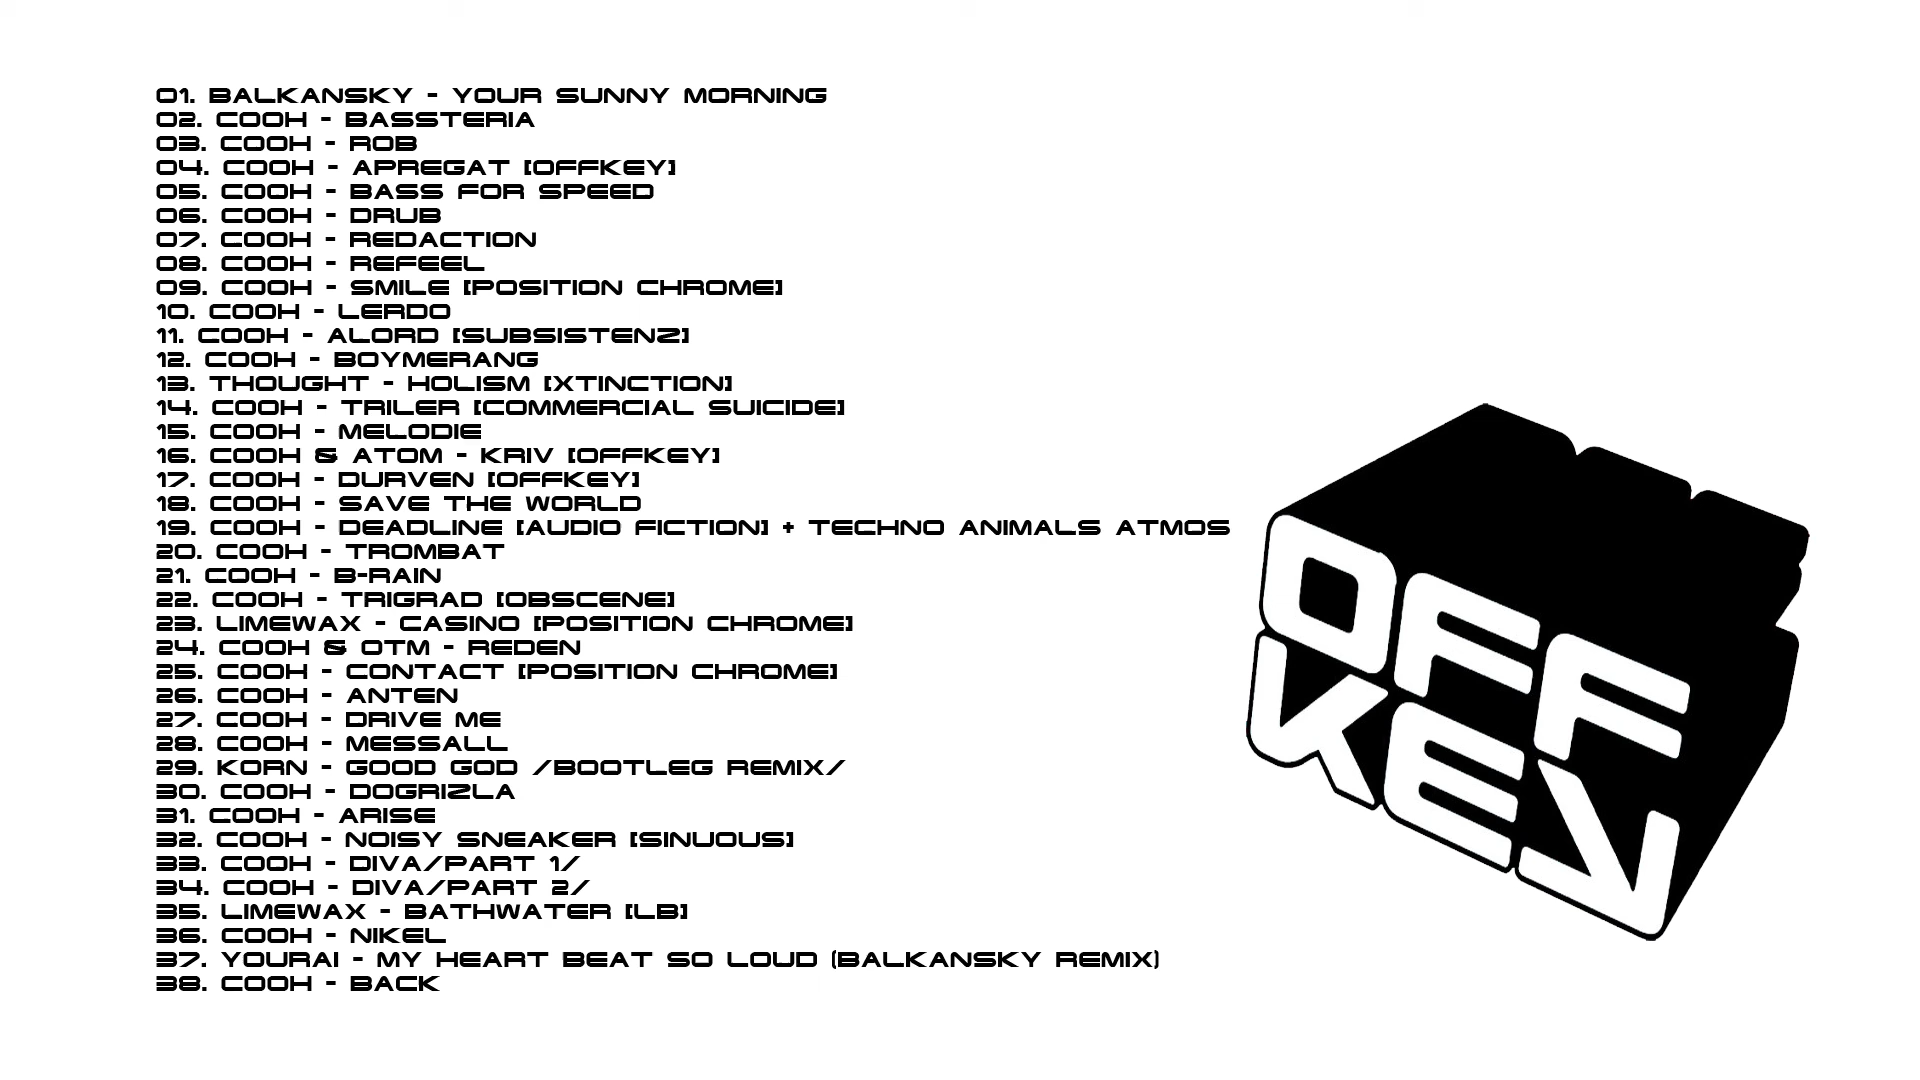 01. BALKANSKY - YOUR SUNNY MORNING
02. COOH - BASSTERIA
03. COOH - ROB
04. COOH - APREGAT [OFFKEY]
05. COOH - BASS FOR SPEED
06. COOH - DRUB
07. COOH - REDACTION
08. COOH - REFEEL
09. COOH - SMILE [POSITION CHROME]
10. COOH - LERDO
11. COOH - ALORD [SUBSISTENZ]
12. COOH - BOYMERANG
13. THOUGHT - HOLISM [XTINCTION]
14. COOH - TRILER [COMMERCIAL SUICIDE]
15. COOH - MELODIE
16. COOH & ATOM - KRIV [OFFKEY]
17. COOH - DURVEN [OFFKEY]
18. COOH - SAVE THE WORLD
19. COOH - DEADLINE [AUDIO FICTION] + TECHNO ANIMALS ATMOS
20. COOH - TROMBAT
21. COOH - B-RAIN
22. COOH - TRIGRAD [OBSCENE]
23. LIMEWAX - CASINO [POSITION CHROME]
24. COOH & OTM - REDEN
25. COOH - CONTACT [POSITION CHROME]
26. COOH - ANTEN
27. COOH - DRIVE ME
28. COOH - MESSALL
29. KORN - GOOD GOD /BOOTLEG REMIX/
30. COOH - DOGRIZLA
31. COOH - ARISE
32. COOH - NOISY SNEAKER [SINUOUS]
33. COOH - DIVA/PART 1/
34. COOH - DIVA/PART 2/
35. LIMEWAX - BATHWATER [LB]
36. COOH - NIKEL
37. YOURAI - MY HEART BEAT SO LOUD (BALKANSKY REMIX)
38. COOH - BACK
OFF
KEY